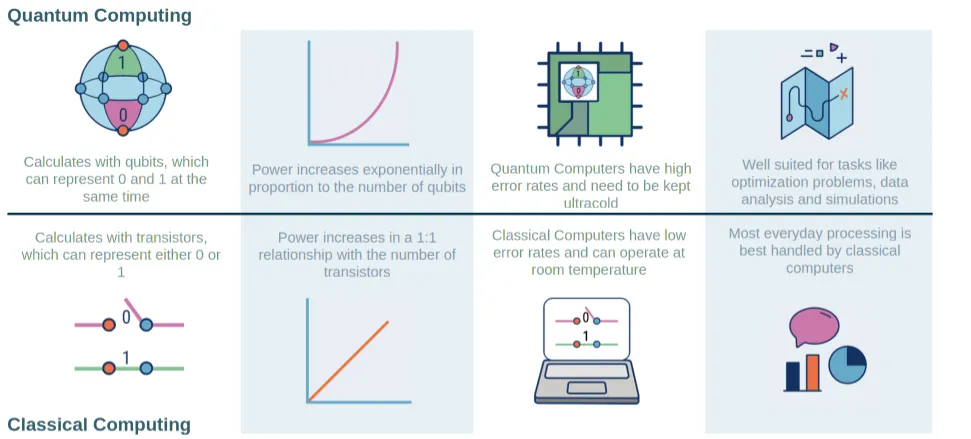 Quantum Computing
1
0
Calculates with qubits, which
can represent 0 and 1 at the
same time
Power increases exponentially in
proportion to the number of qubits
1
0
Quantum Computers have high
error rates and need to be kept
ultracold
Well suited for tasks like
optimization problems, data
analysis and simulations
Calculates with transistors,
which can represent either 0 or
1
0
1
Power increases in a 1:1
relationship with the number of
transistors
Classical Computers have low
error rates and can operate at
room temperature
0
1
Most everyday processing is
best handled by classical
computers
Classical Computing